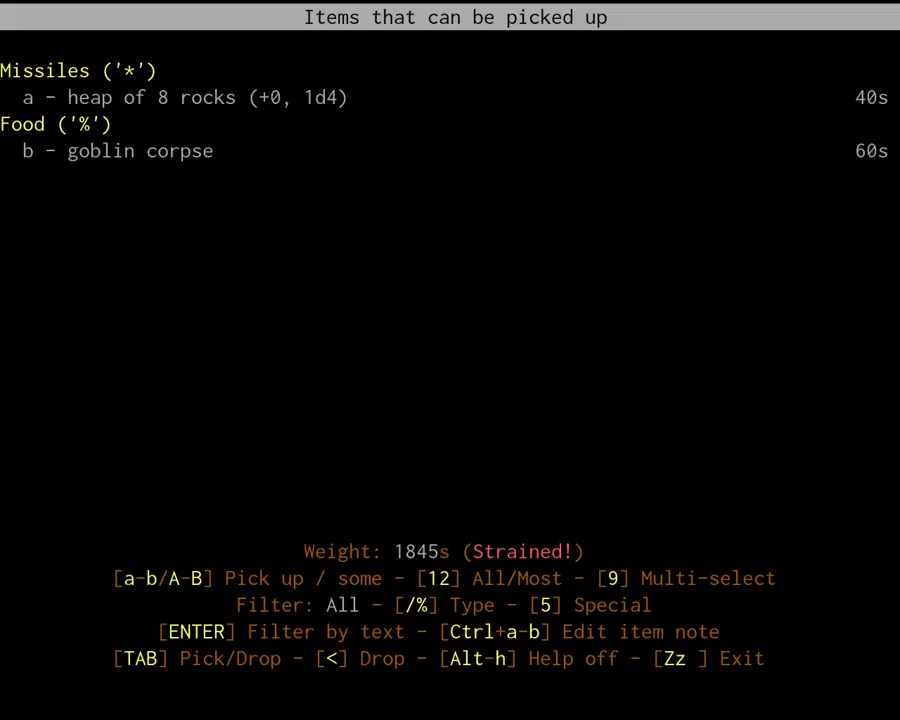 Items that can be picked up
Missiles ('*')
a - heap of 8 rocks (+0, 1d4) 40s
Food ('%')
b - goblin corpse 60s
Weight: 1845s (Strained!)
[a-b/A-B] Pick up / some - [12] All/Most - [9] Multi-select
Filter: All - [/%] Type - [5] Special
[ENTER] Filter by text - [Ctrl+a-b] Edit item note
[TAB] Pick/Drop - [<] Drop - [Alt-h] Help off - [Zz ] Exit